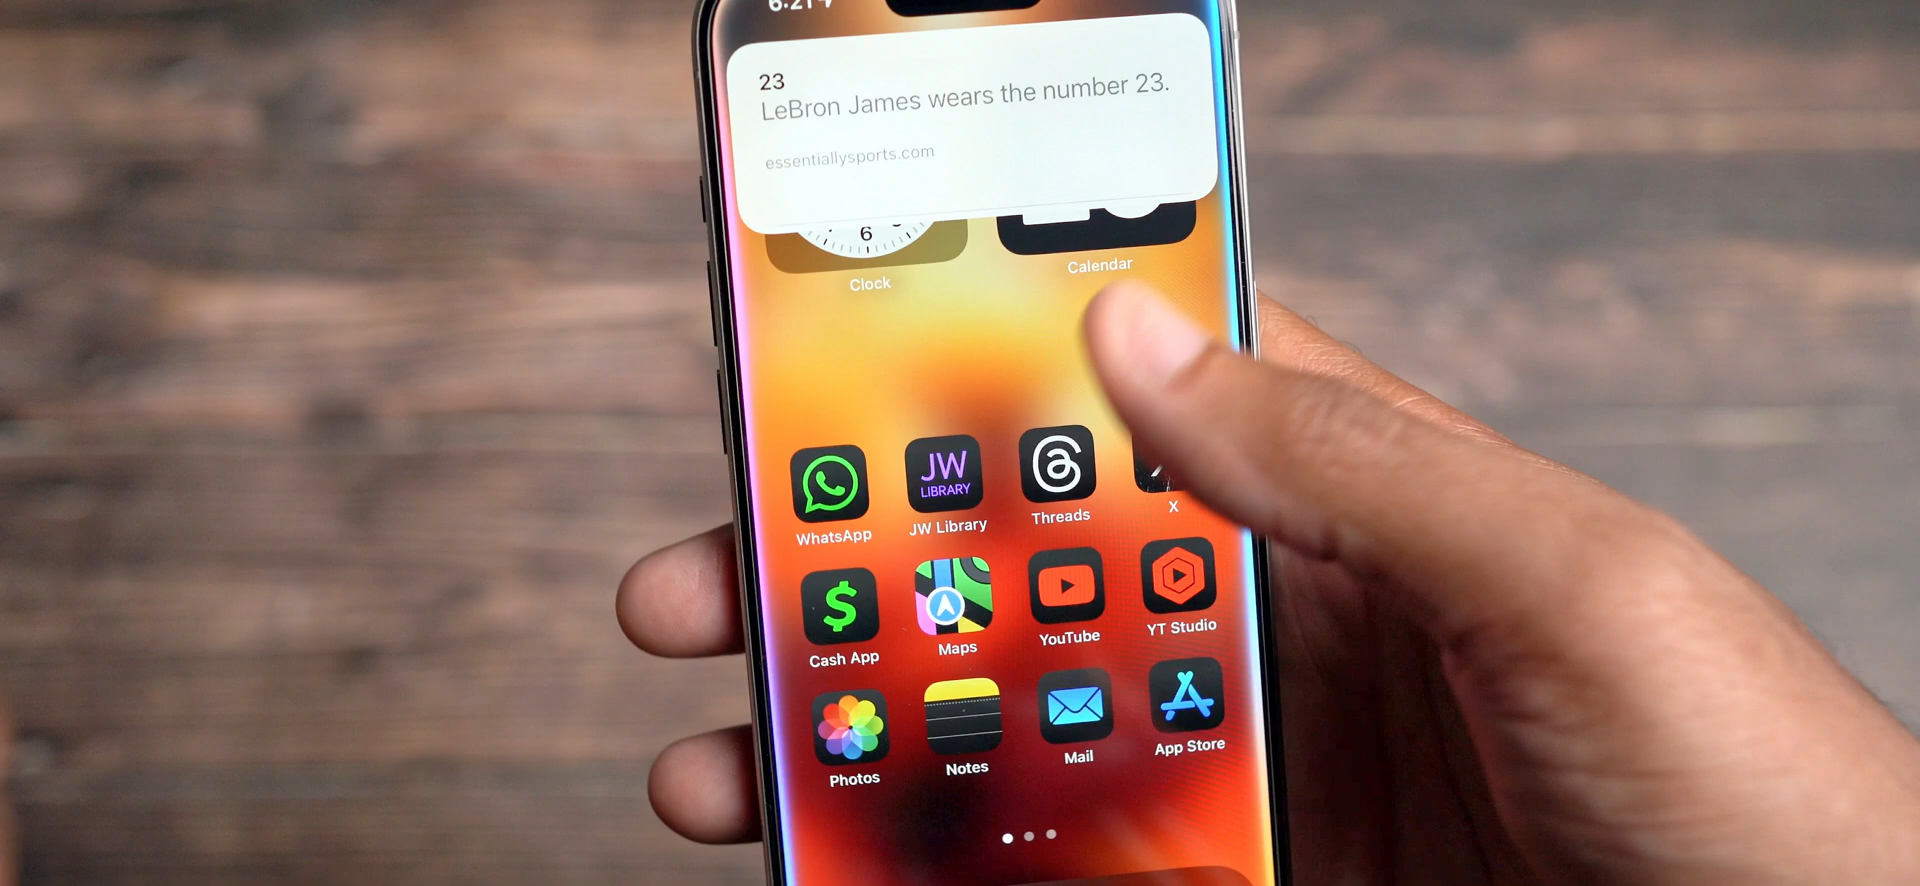 6:21
23
LeBron James wears the number 23.
essentiallysports.com
6
Clock
Calendar
JW
LIBRARY
WhatsApp
JW Library
Threads
X
$
Cash App
Maps
YouTube
YT Studio
Photos
Notes
Mail
App Store